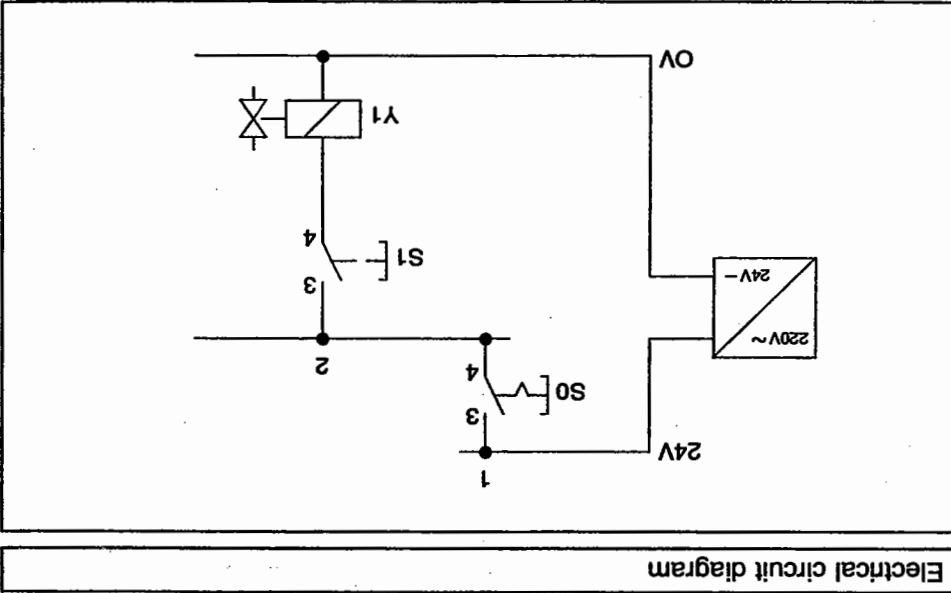 Electrical circuit diagram
1
24V
3
S0
4
2
220V ~
24V –
3
S1
4
Y1
0V